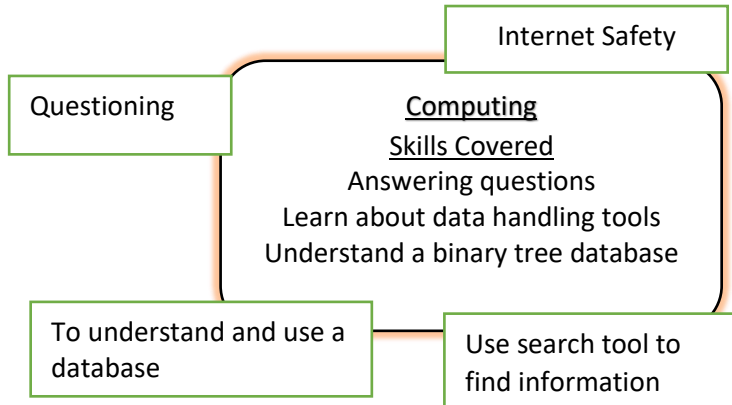 Internet Safety
Questioning
Computing
Skills Covered
Answering questions
Learn about data handling tools
Understand a binary tree database
To understand and use a
database
Use search tool to
find information